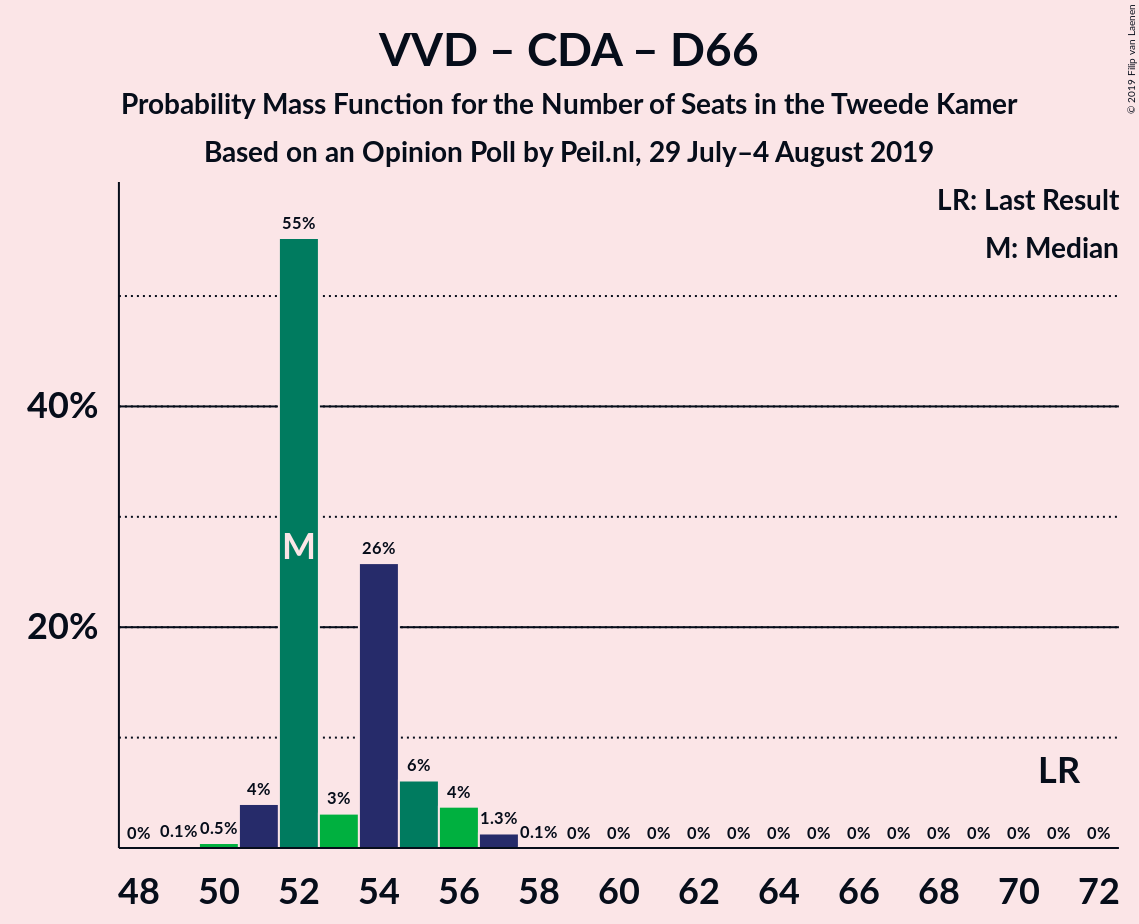 VVD – CDA – D66
Probability Mass Function for the Number of Seats in the Tweede Kamer
Based on an Opinion Poll by Peil.nl, 29 July–4 August 2019
© 2019 Filip van Laenen
LR: Last Result
M: Median
55%
40%
M
26%
20%
LR
6%
4%
4%
3%
1.3%
0% 0.1% 0.5% 0.1% 0% 0% 0% 0% 0% 0% 0% 0% 0% 0% 0% 0% 0% 0%
48 50 52 54 56 58 60 62 64 66 68 70 72